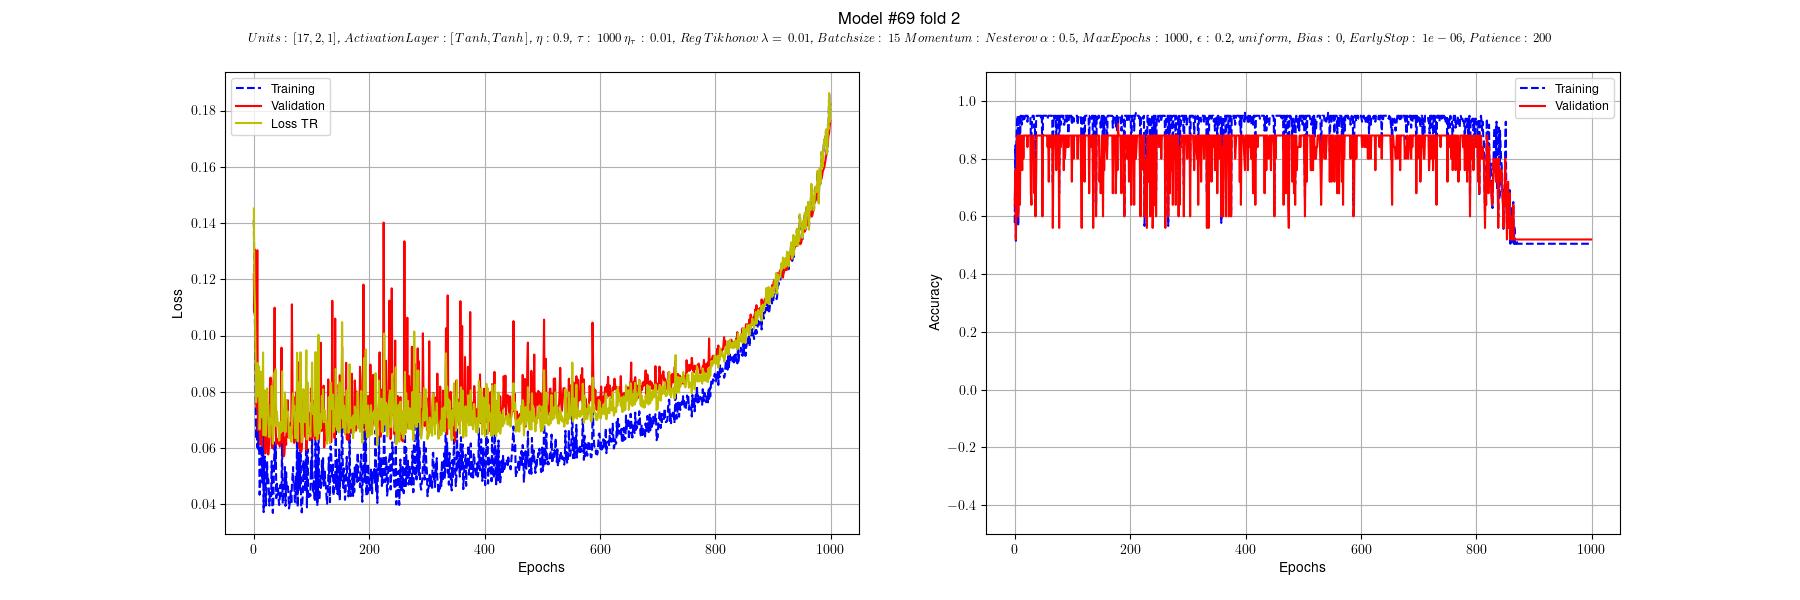 Model #69 fold 2
Units : [17, 2, 1], ActivationLayer : [Tanh, Tanh], η : 0.9, τ : 1000 ητ : 0.01, Reg Tikhonov λ = 0.01, Batchsize : 15 Momentum : Nesterov α : 0.5, MaxEpochs : 1000, ϵ : 0.2, uniform, Bias : 0, EarlyStop : 1e − 06, Patience : 200
Training
Validation
Loss TR
0.18
0.16
0.14
0.12
0.10
0.08
0.06
0.04
Loss
0 200 400 600 800 1000
Epochs
Training
Validation
1.0
0.8
0.6
0.4
0.2
0.0
−0.2
−0.4
Accuracy
0 200 400 600 800 1000
Epochs